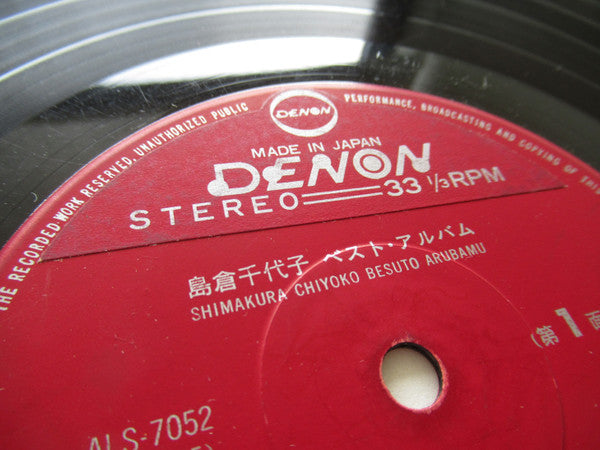 THE RECORDED WORK RESERVED. UNAUTHORIZED PUBLIC PERFORMANCE, BROADCASTING AND COPYING OF
DENON
MADE IN JAPAN
DENON
STEREO 33 1/3 RPM
島倉千代子 ベスト・アルバム
SHIMAKURA CHIYOKO BESUTO ARUBAMU
(第1面
ALS-7052